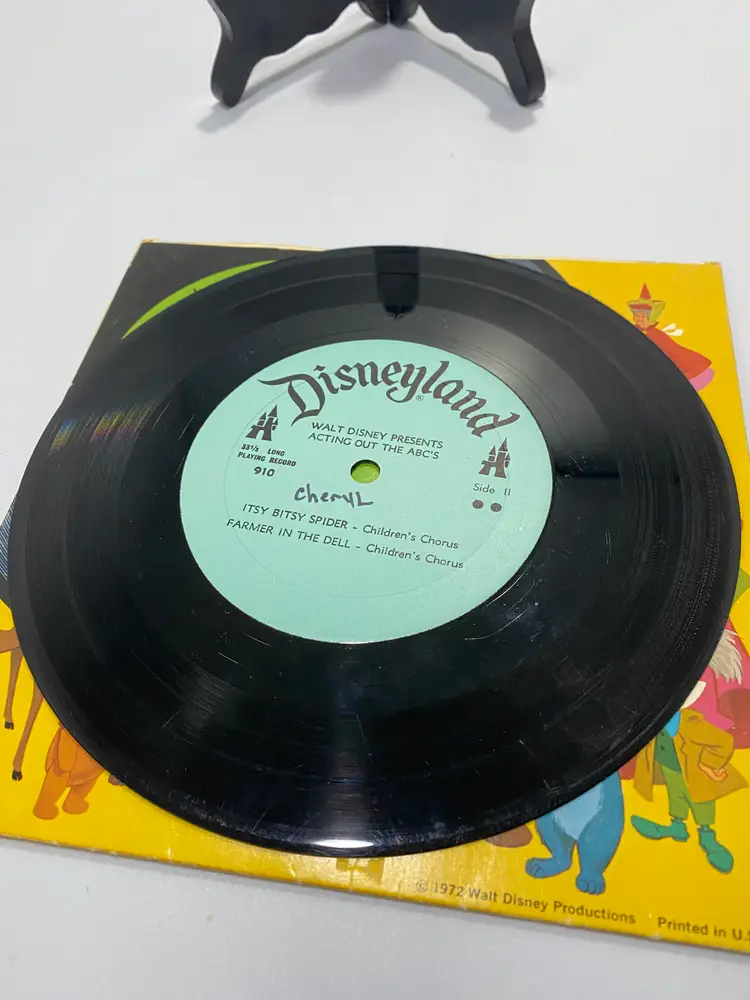 Disneyland®
WALT DISNEY PRESENTS
ACTING OUT THE ABC'S
33⅓ LONG
PLAYING RECORD
910
Side II
Cheryl
ITSY BITSY SPIDER - Children's Chorus
FARMER IN THE DELL - Children's Chorus
© 1972 Walt Disney Productions
Printed in U.S